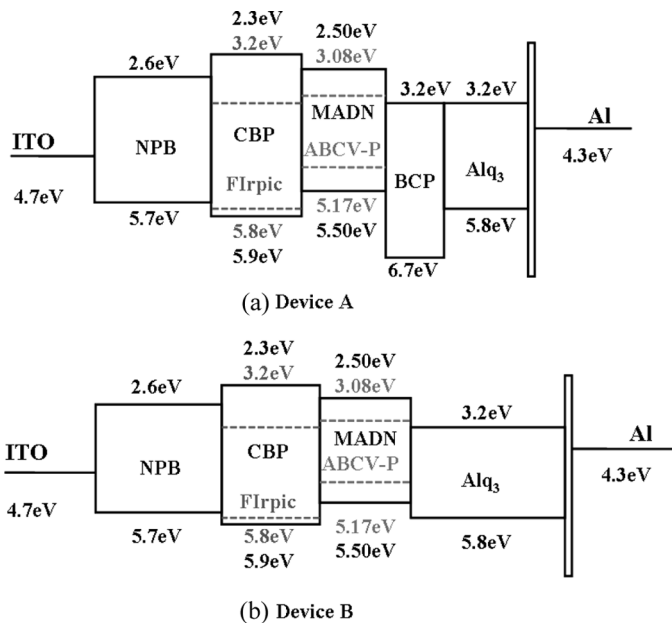 2.3eV 2.50eV
3.2eV 3.08eV
2.6eV 3.2eV 3.2eV
MADN Al
ITO NPB CBP ABCV-P 4.3eV
4.7eV FIrpic BCP Alq3
5.7eV 5.8eV 5.17eV 5.8eV
5.9eV 5.50eV
6.7eV
(a) Device A
2.3eV 2.50eV
3.2eV 3.08eV
2.6eV 3.2eV
ITO CBP MADN Al
NPB ABCV-P 4.3eV
4.7eV FIrpic Alq3
5.7eV 5.8eV 5.17eV 5.8eV
5.9eV 5.50eV
(b) Device B